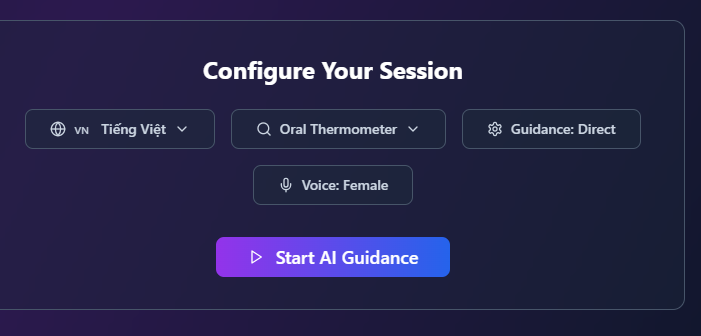 Configure Your Session
VN Tiếng Việt
Oral Thermometer
Guidance: Direct
Voice: Female
Start AI Guidance